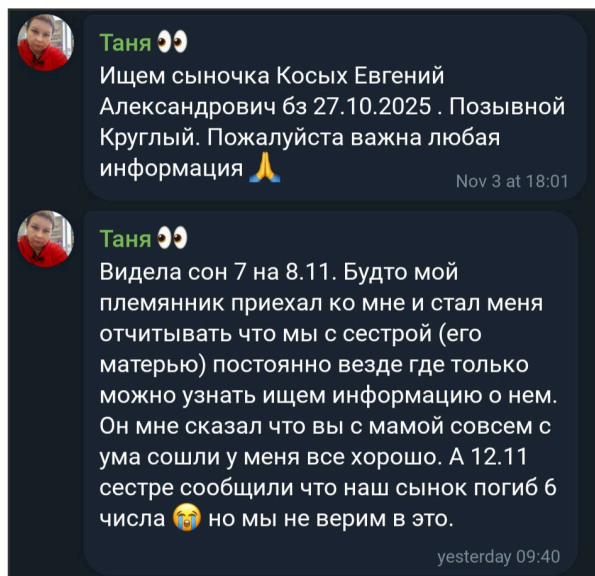 Таня 👀
Ищем сыночка Косых Евгений
Александрович бз 27.10.2025 . Позывной
Круглый. Пожалуйста важна любая
информация 🙏
Nov 3 at 18:01
Таня 👀
Видела сон 7 на 8.11. Будто мой
племянник приехал ко мне и стал меня
отчитывать что мы с сестрой (его
матерью) постоянно везде где только
можно узнать ищем информацию о нем.
Он мне сказал что вы с мамой совсем с
ума сошли у меня все хорошо. А 12.11
сестре сообщили что наш сынок погиб 6
числа 😭 но мы не верим в это.
yesterday 09:40